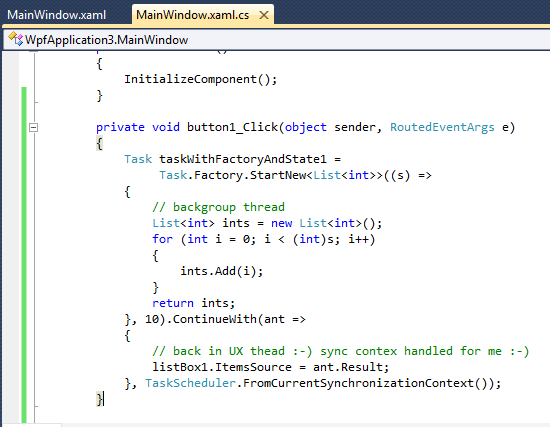 MainWindow.xaml MainWindow.xaml.cs
WpfApplication3.MainWindow
{
InitializeComponent();
}
private void button1_Click(object sender, RoutedEventArgs e)
{
Task taskWithFactoryAndState1 =
Task.Factory.StartNew<List<int>>((s) =>
{
// backgroup thread
List<int> ints = new List<int>();
for (int i = 0; i < (int)s; i++)
{
ints.Add(i);
}
return ints;
}, 10).ContinueWith(ant =>
{
// back in UX thead :-) sync contex handled for me :-)
listBox1.ItemsSource = ant.Result;
}, TaskScheduler.FromCurrentSynchronizationContext());
}